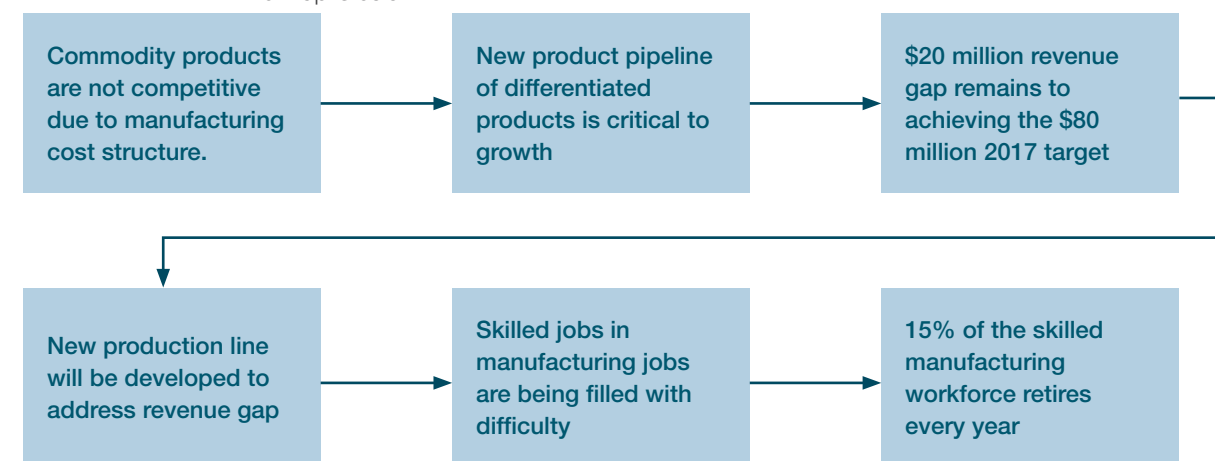 Commodity products
are not competitive
due to manufacturing
cost structure.
New product pipeline
of differentiated
products is critical to
growth
$20 million revenue
gap remains to
achieving the $80
million 2017 target
New production line
will be developed to
address revenue gap
Skilled jobs in
manufacturing jobs
are being filled with
difficulty
15% of the skilled
manufacturing
workforce retires
every year